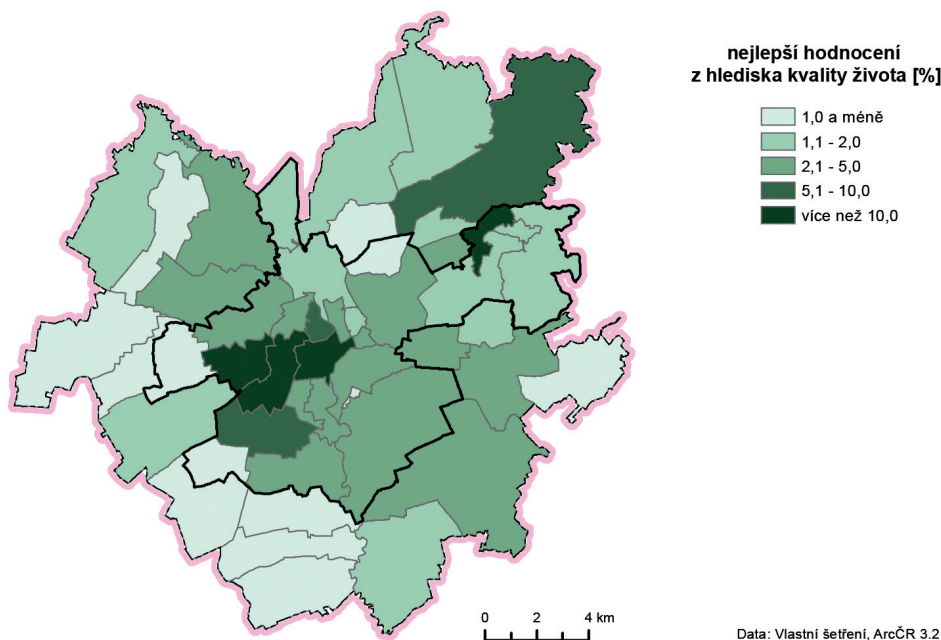 nejlepší hodnocení
z hlediska kvality života [%]
1,0 a méně
1,1 - 2,0
2,1 - 5,0
5,1 - 10,0
více než 10,0
0 2 4 km
Data: Vlastní šetření, ArcČR 3.2